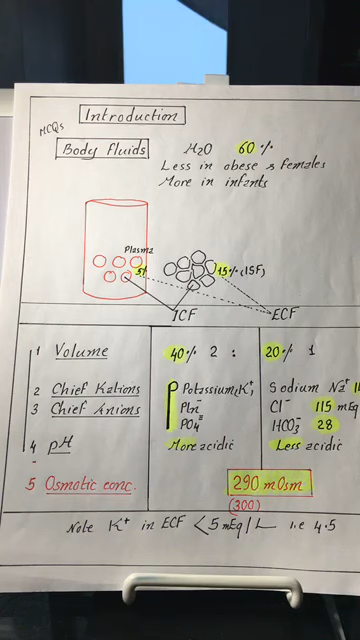 Introduction
MCQs
Body fluids
H2O 60 %
Less in obese & females
More in infants
Plasma
5%
15% (ISF)
ICF
ECF
1 Volume 40% 2 : 20% 1
2 Chief Kations Potassium, K+, Sodium Na+
3 Chief Anions Ptn- Cl- 115 mEq
PO4≡ HCO3- 28
4 pH More acidic Less acidic
5 Osmotic conc. 290 mOsm
(300)
Note K+ in ECF < 5 mEq/L i.e 4.5